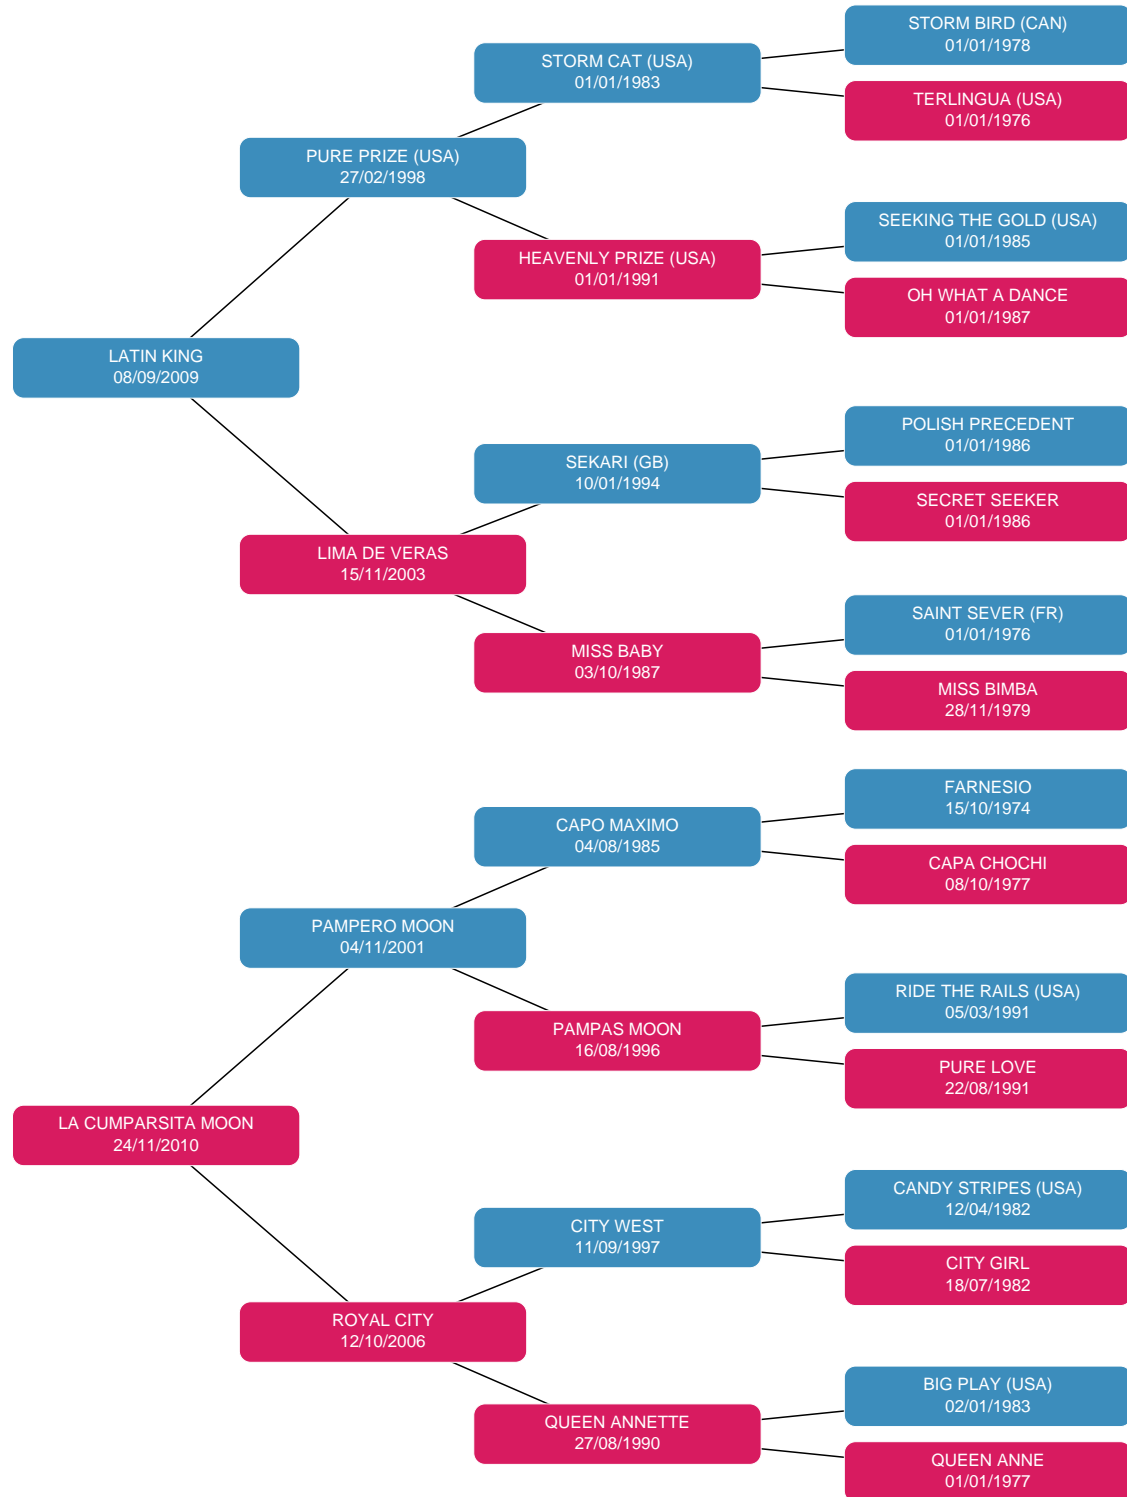 STORM BIRD (CAN)
01/01/1978
STORM CAT (USA)
01/01/1983
TERLINGUA (USA)
01/01/1976
PURE PRIZE (USA)
27/02/1998
SEEKING THE GOLD (USA)
01/01/1985
HEAVENLY PRIZE (USA)
01/01/1991
OH WHAT A DANCE
01/01/1987
LATIN KING
08/09/2009
POLISH PRECEDENT
01/01/1986
SEKARI (GB)
10/01/1994
SECRET SEEKER
01/01/1986
LIMA DE VERAS
15/11/2003
SAINT SEVER (FR)
01/01/1976
MISS BABY
03/10/1987
MISS BIMBA
28/11/1979
FARNESIO
15/10/1974
CAPO MAXIMO
04/08/1985
CAPA CHOCHI
08/10/1977
PAMPERO MOON
04/11/2001
RIDE THE RAILS (USA)
05/03/1991
PAMPAS MOON
16/08/1996
PURE LOVE
22/08/1991
LA CUMPARSITA MOON
24/11/2010
CANDY STRIPES (USA)
12/04/1982
CITY WEST
11/09/1997
CITY GIRL
18/07/1982
ROYAL CITY
12/10/2006
BIG PLAY (USA)
02/01/1983
QUEEN ANNETTE
27/08/1990
QUEEN ANNE
01/01/1977